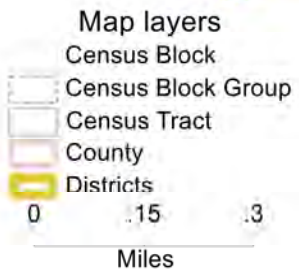 Map layers
Census Block
Census Block Group
Census Tract
County
Districts
0 .15 .3
Miles